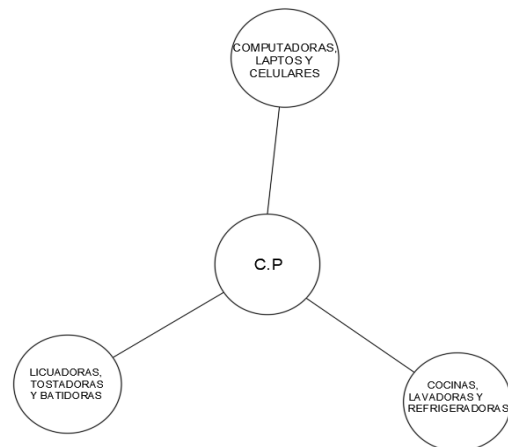 COMPUTADORAS,
LAPTOS Y
CELULARES
C.P
LICUADORAS,
TOSTADORAS
Y BATIDORAS
COCINAS,
LAVADORAS Y
REFRIGERADORAS